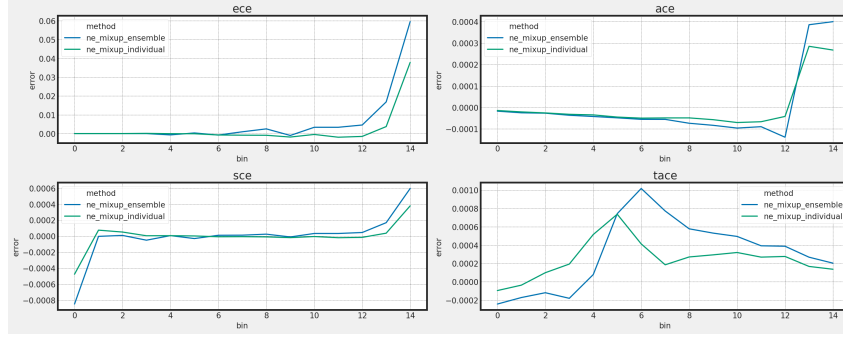 ece
method
ne_mixup_ensemble
ne_mixup_individual
error
0.06
0.05
0.04
0.03
0.02
0.01
0.00
0 2 4 6 8 10 12 14
bin
ace
method
ne_mixup_ensemble
ne_mixup_individual
error
0.0004
0.0003
0.0002
0.0001
0.0000
−0.0001
0 2 4 6 8 10 12 14
bin
sce
method
ne_mixup_ensemble
ne_mixup_individual
error
0.0006
0.0004
0.0002
0.0000
−0.0002
−0.0004
−0.0006
−0.0008
0 2 4 6 8 10 12 14
bin
tace
method
ne_mixup_ensemble
ne_mixup_individual
error
0.0010
0.0008
0.0006
0.0004
0.0002
0.0000
−0.0002
0 2 4 6 8 10 12 14
bin